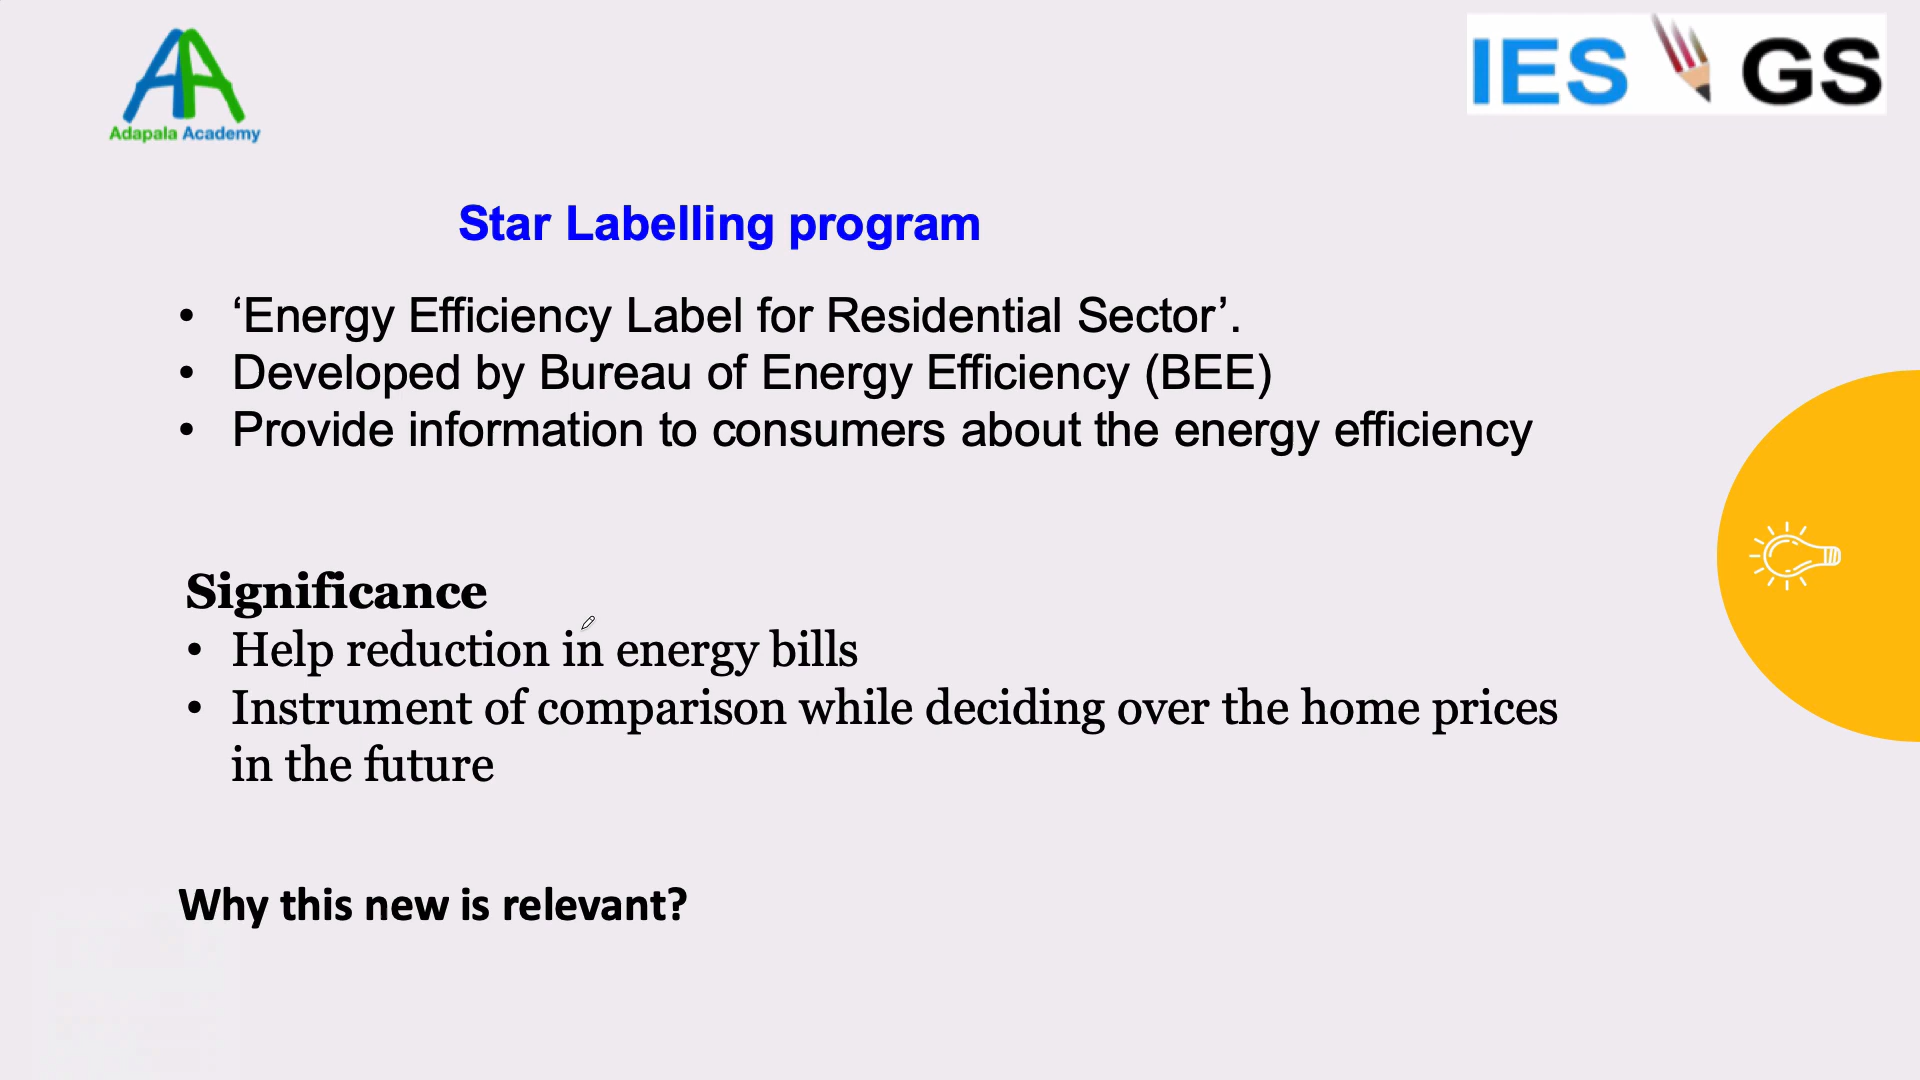 Adapala Academy
IES GS
Star Labelling program
• ‘Energy Efficiency Label for Residential Sector’.
• Developed by Bureau of Energy Efficiency (BEE)
• Provide information to consumers about the energy efficiency
Significance
• Help reduction in energy bills
• Instrument of comparison while deciding over the home prices
in the future
Why this new is relevant?